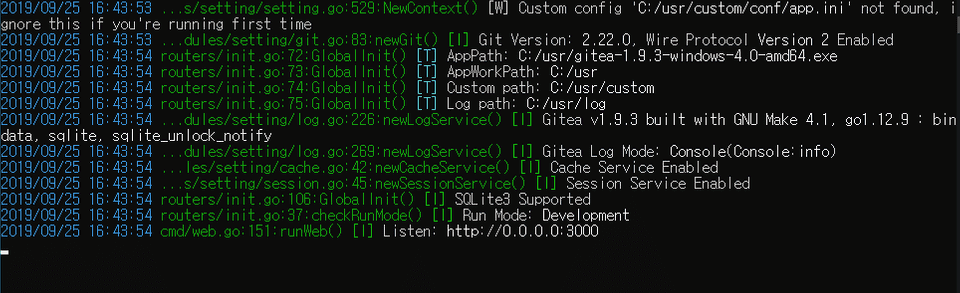 2019/09/25 16:43:53 ...s/setting/setting.go:529:NewContext() [W] Custom config 'C:/usr/custom/conf/app.ini' not found, i
gnore this if you're running first time
2019/09/25 16:43:53 ...dules/setting/git.go:83:newGit() [I] Git Version: 2.22.0, Wire Protocol Version 2 Enabled
2019/09/25 16:43:54 routers/init.go:72:GlobalInit() [T] AppPath: C:/usr/gitea-1.9.3-windows-4.0-amd64.exe
2019/09/25 16:43:54 routers/init.go:73:GlobalInit() [T] AppWorkPath: C:/usr
2019/09/25 16:43:54 routers/init.go:74:GlobalInit() [T] Custom path: C:/usr/custom
2019/09/25 16:43:54 routers/init.go:75:GlobalInit() [T] Log path: C:/usr/log
2019/09/25 16:43:54 ...dules/setting/log.go:226:newLogService() [I] Gitea v1.9.3 built with GNU Make 4.1, go1.12.9 : bin
data, sqlite, sqlite_unlock_notify
2019/09/25 16:43:54 ...dules/setting/log.go:269:newLogService() [I] Gitea Log Mode: Console(Console:info)
2019/09/25 16:43:54 ...les/setting/cache.go:42:newCacheService() [I] Cache Service Enabled
2019/09/25 16:43:54 ...s/setting/session.go:45:newSessionService() [I] Session Service Enabled
2019/09/25 16:43:54 routers/init.go:106:GlobalInit() [I] SQLite3 Supported
2019/09/25 16:43:54 routers/init.go:37:checkRunMode() [I] Run Mode: Development
2019/09/25 16:43:54 cmd/web.go:151:runWeb() [I] Listen: http://0.0.0.0:3000